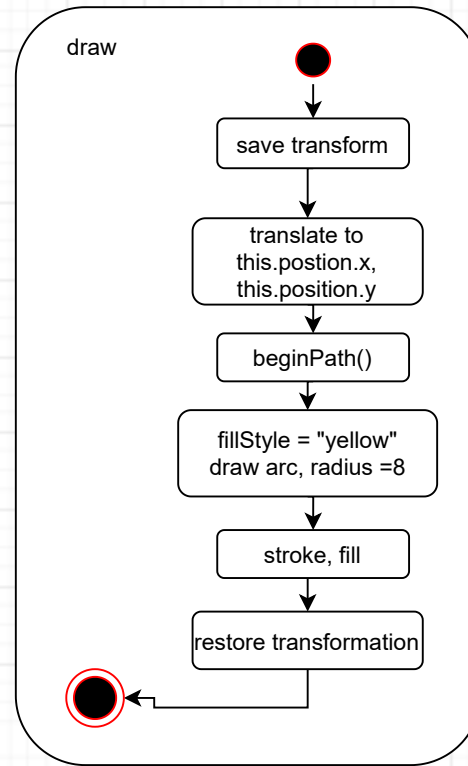 draw
save transform
translate to
this.postion.x,
this.position.y
beginPath()
fillStyle = "yellow"
draw arc, radius =8
stroke, fill
restore transformation